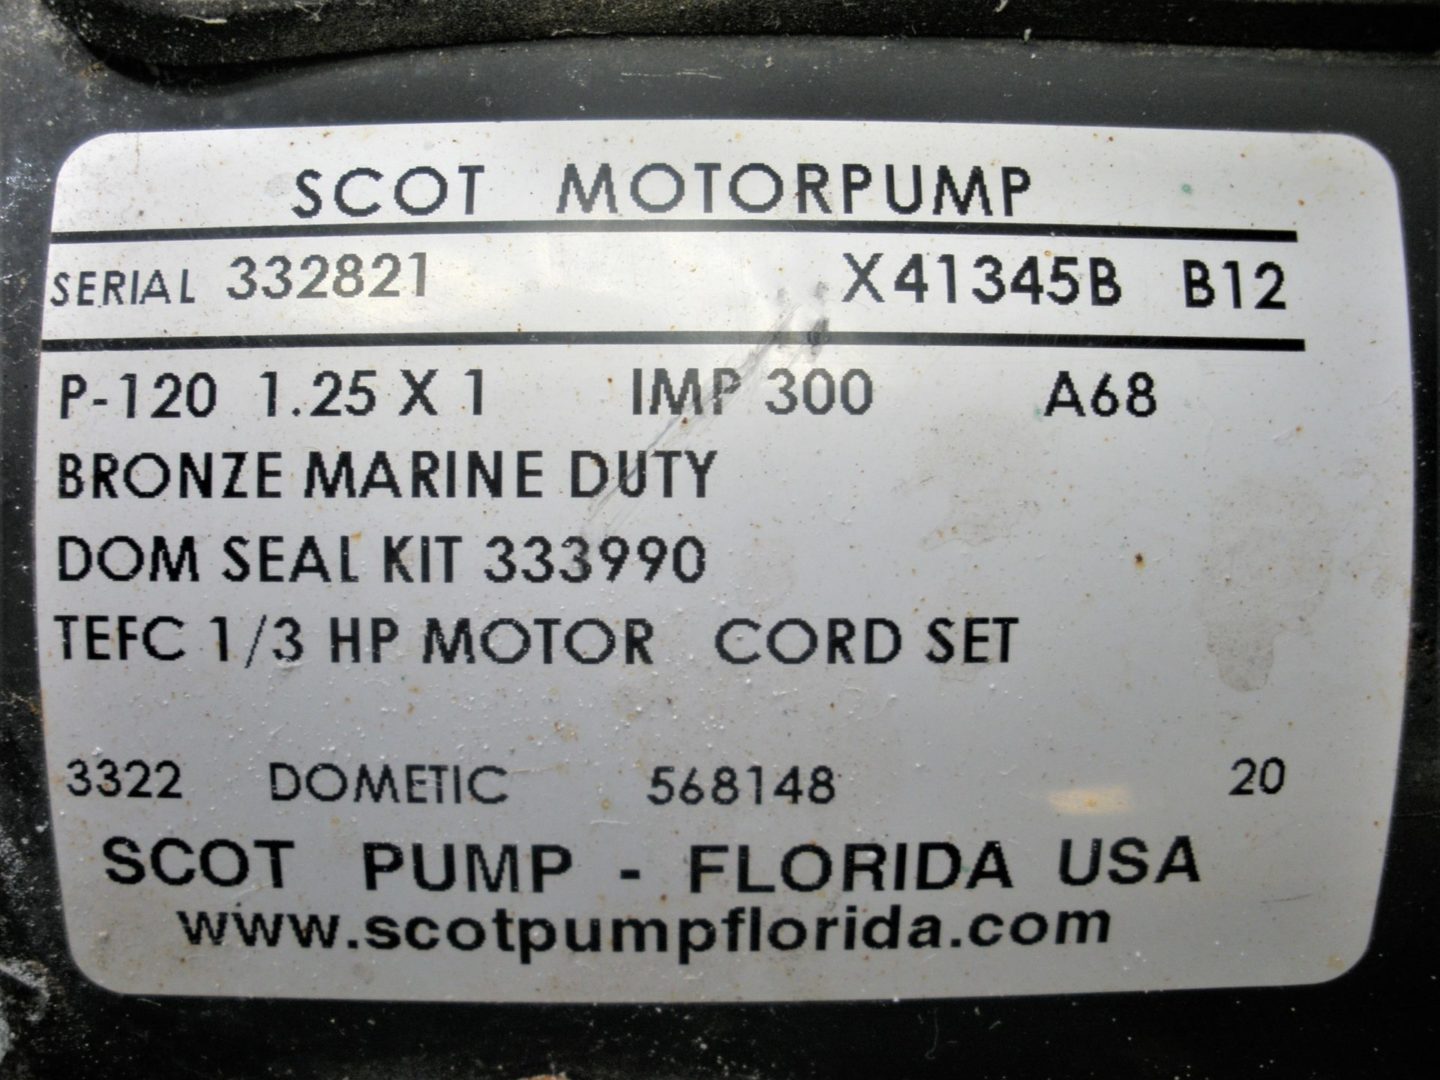 SCOT MOTORPUMP
SERIAL 332821 X41345B B12
P-120 1.25 X 1 IMP 300 A68
BRONZE MARINE DUTY
DOM SEAL KIT 333990
TEFC 1/3 HP MOTOR CORD SET
3322 DOMETIC 568148 20
SCOT PUMP - FLORIDA USA
www.scotpumpflorida.com